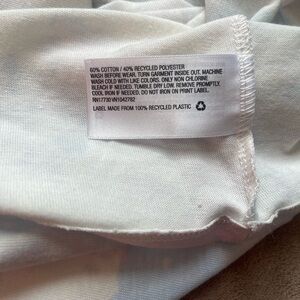 60% COTTON / 40% RECYCLED POLYESTER
WASH BEFORE WEAR. TURN GARMENT INSIDE OUT. MACHINE
WASH COLD WITH LIKE COLORS. ONLY NON CHLORINE
BLEACH IF NEEDED. TUMBLE DRY LOW. REMOVE PROMPTLY.
COOL IRON IF NEEDED. DO NOT IRON ON PRINT LABEL.
RN17730 VN1042782
LABEL MADE FROM 100% RECYCLED PLASTIC